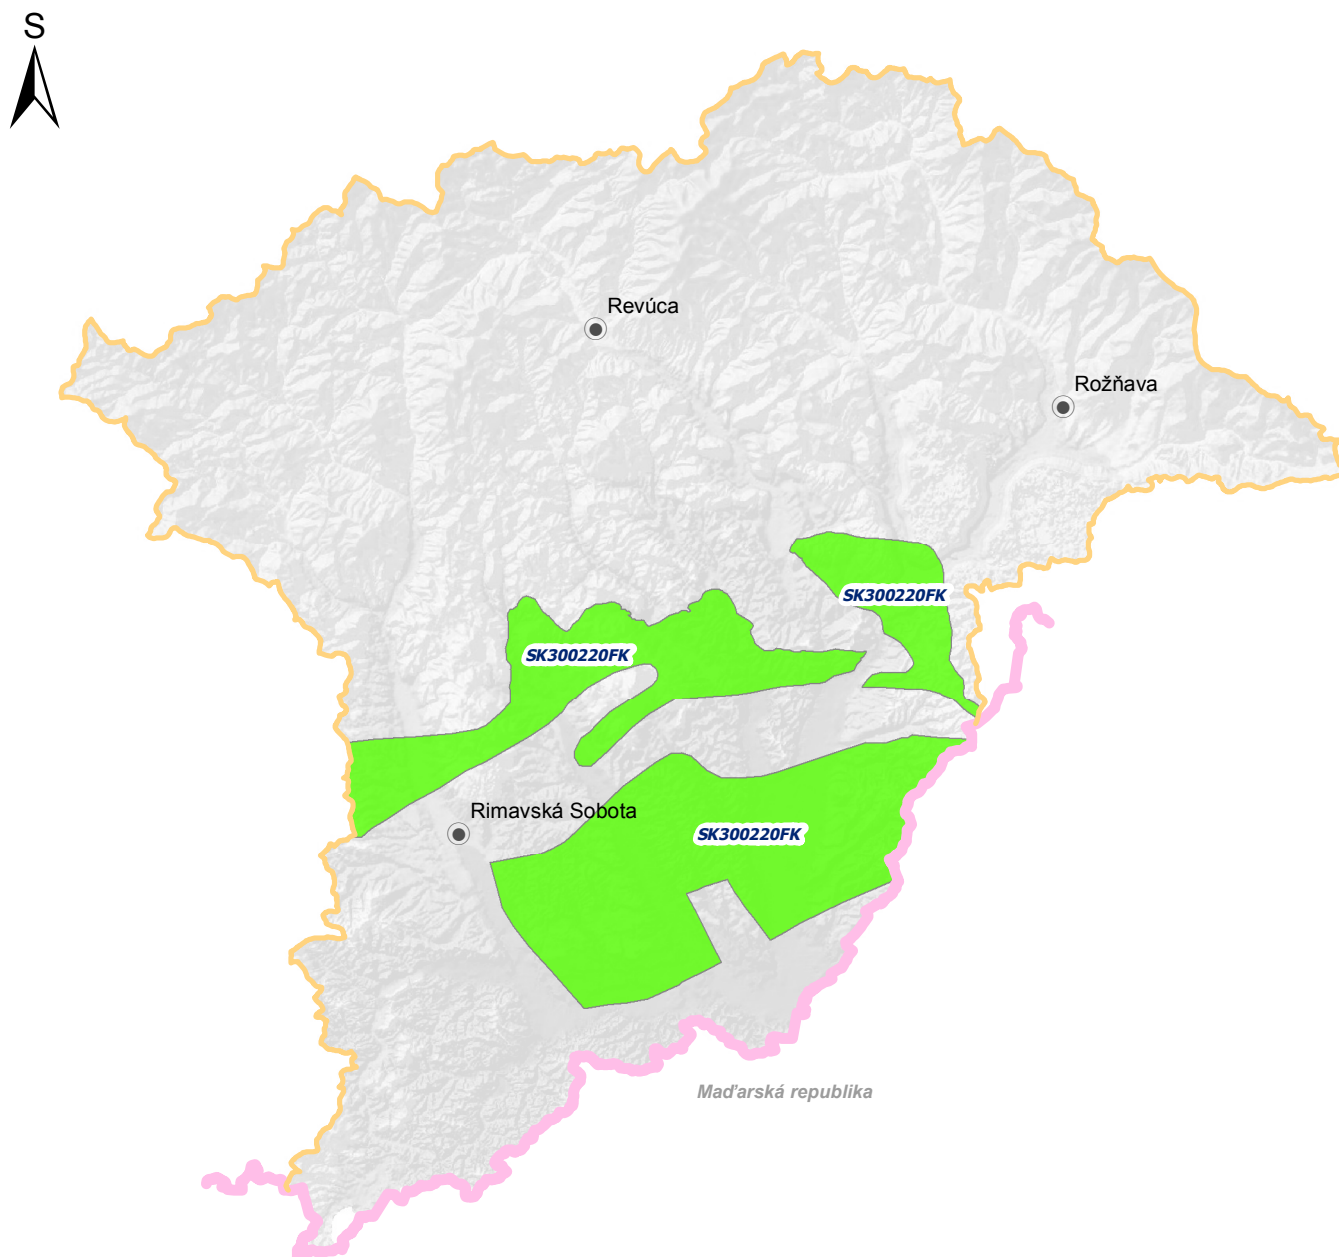 S
Revúca
Rožňava
SK300220FK
SK300220FK
Rimavská Sobota
SK300220FK
Maďarská republika